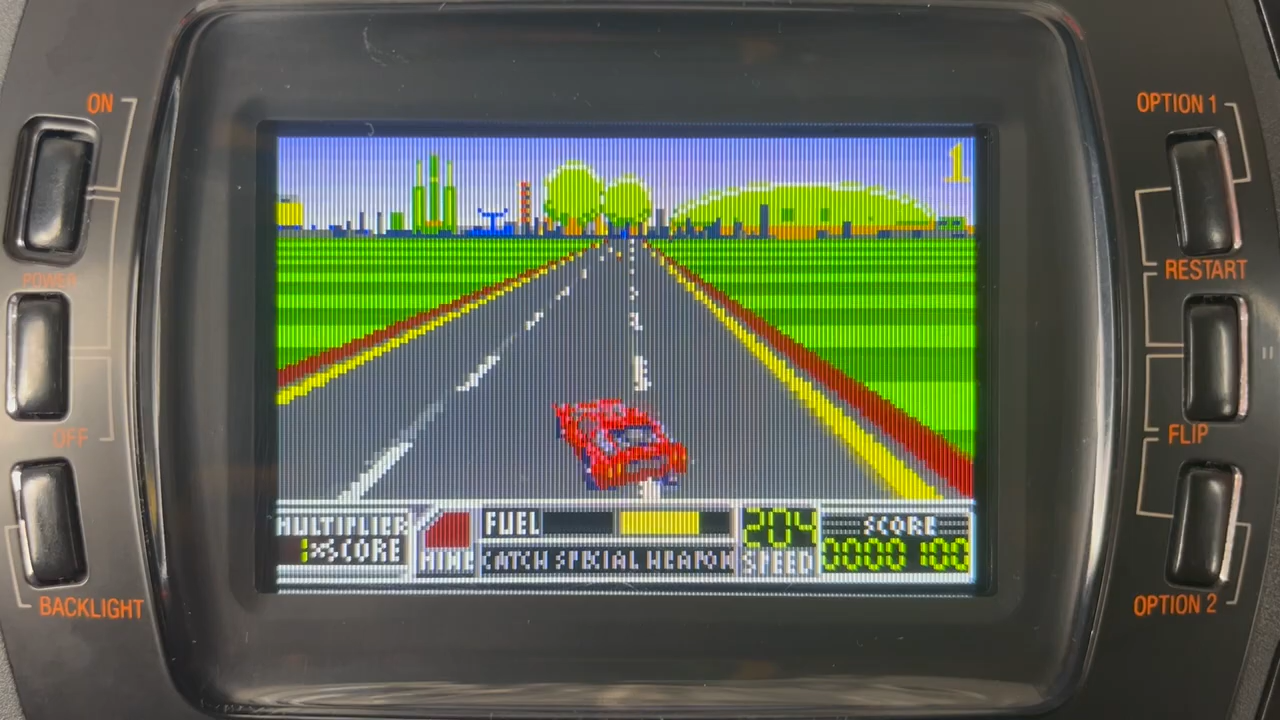 ON
POWER
OFF
BACKLIGHT
1
MULTIPLIER
1×SCORE
MINE
FUEL
CATCH SPECIAL WEAPON
204
SPEED
SCORE
0000100
OPTION 1
RESTART
FLIP
OPTION 2